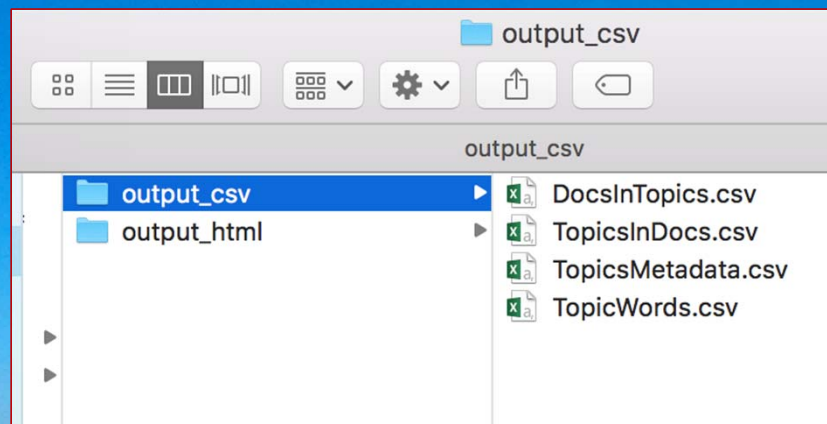 output_csv
output_csv
output_csv
output_html
DocsInTopics.csv
TopicsInDocs.csv
TopicsMetadata.csv
TopicWords.csv